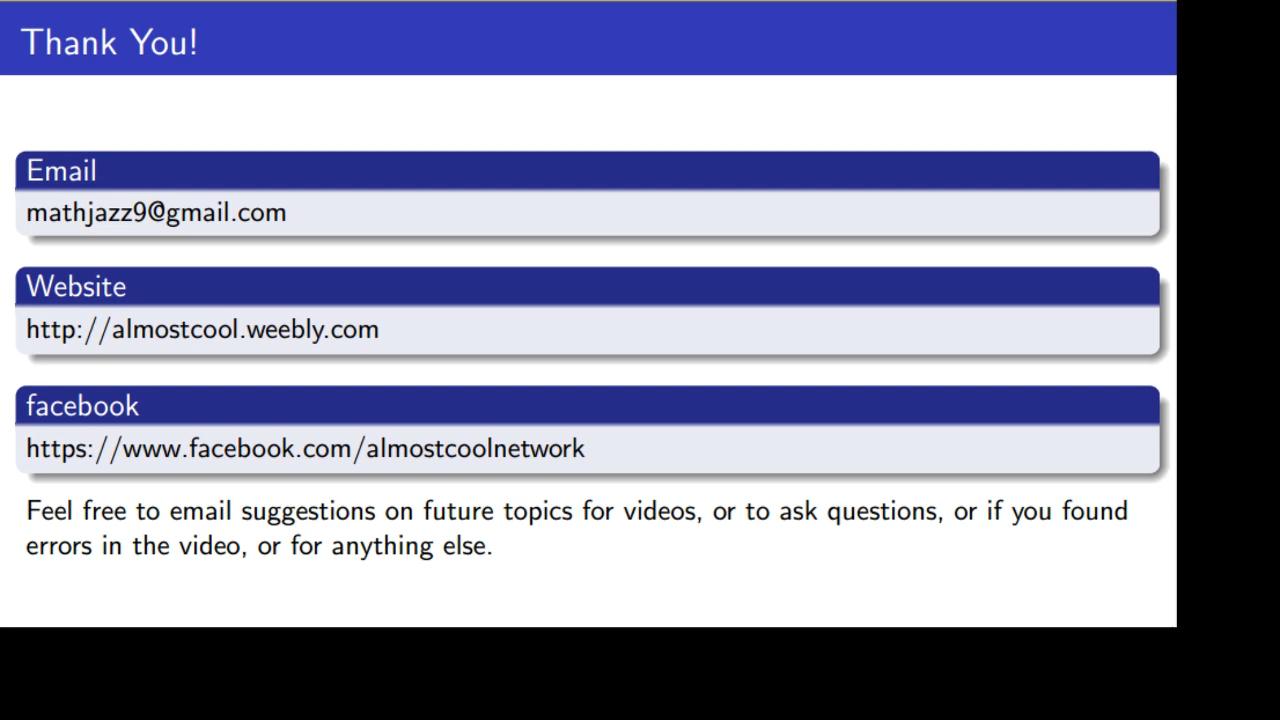 Thank You!
Email
mathjazz9@gmail.com
Website
http://almostcool.weebly.com
facebook
https://www.facebook.com/almostcoolnetwork
Feel free to email suggestions on future topics for videos, or to ask questions, or if you found
errors in the video, or for anything else.